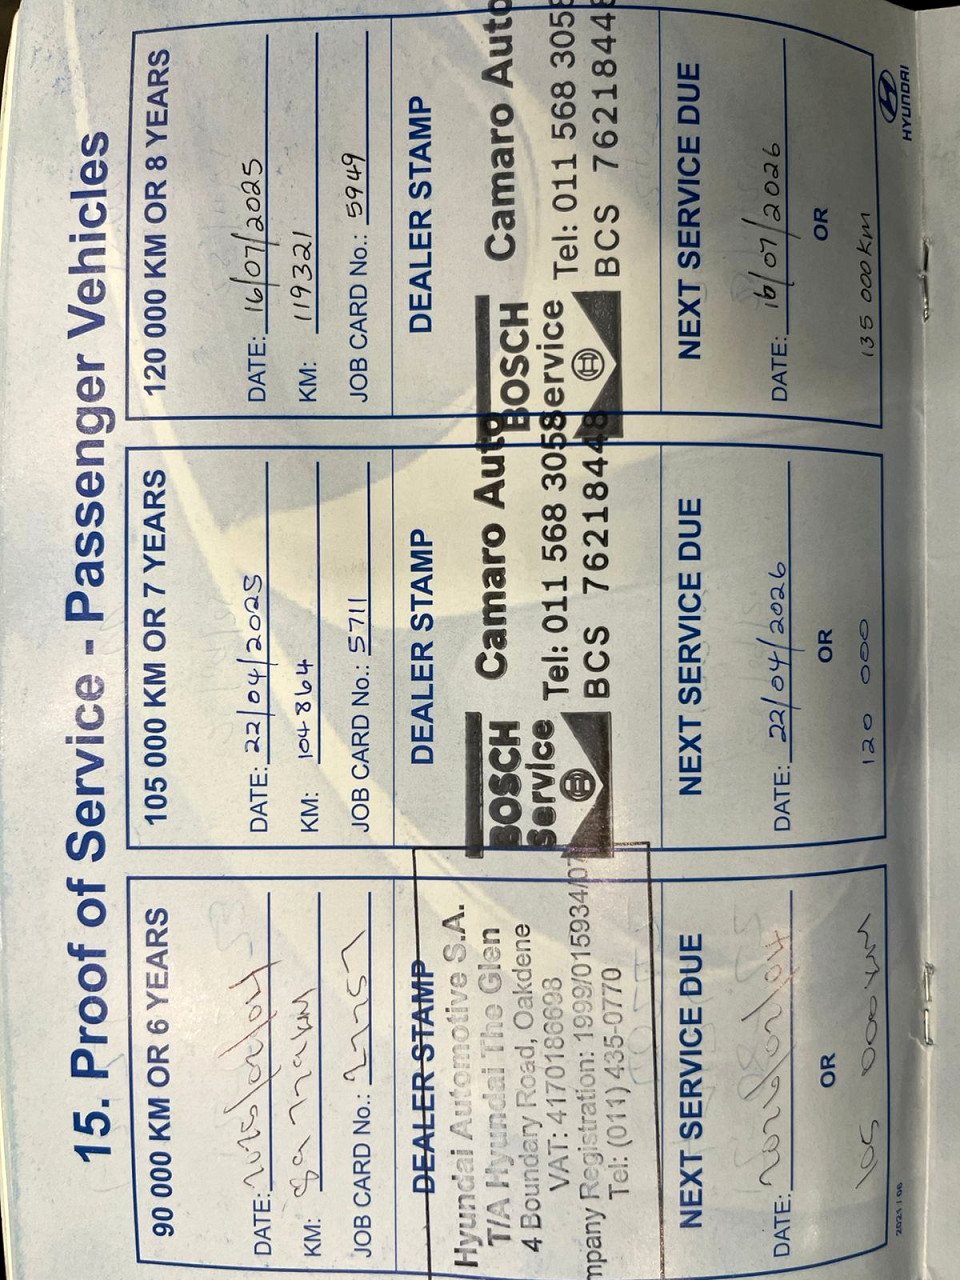 15. Proof of Service - Passenger Vehicles
90 000 KM OR 6 YEARS
DATE:
KM:
JOB CARD No.:
DEALER STAMP
Hyundai Automotive S.A.
T/A Hyundai The Glen
4 Boundary Road, Oakdene
VAT: 4170186698
mpany Registration: 1999/015934/07
Tel: (011) 435-0770
NEXT SERVICE DUE
DATE:
OR
105 000 KM
105 000 KM OR 7 YEARS
DATE: 22/04/2025
KM: 104864
JOB CARD No.: 5711
DEALER STAMP
BOSCH Camaro Auto
Service Tel: 011 568 3058
BCS 76218448
NEXT SERVICE DUE
DATE: 22/04/2026
OR
120 000
120 000 KM OR 8 YEARS
DATE: 16/07/2025
KM: 119321
JOB CARD No.: 5949
DEALER STAMP
BOSCH Camaro Auto
Service Tel: 011 568 3058
BCS 76218448
NEXT SERVICE DUE
DATE: 16/07/2026
OR
135 000 KM
2021 / 06
HYUNDAI